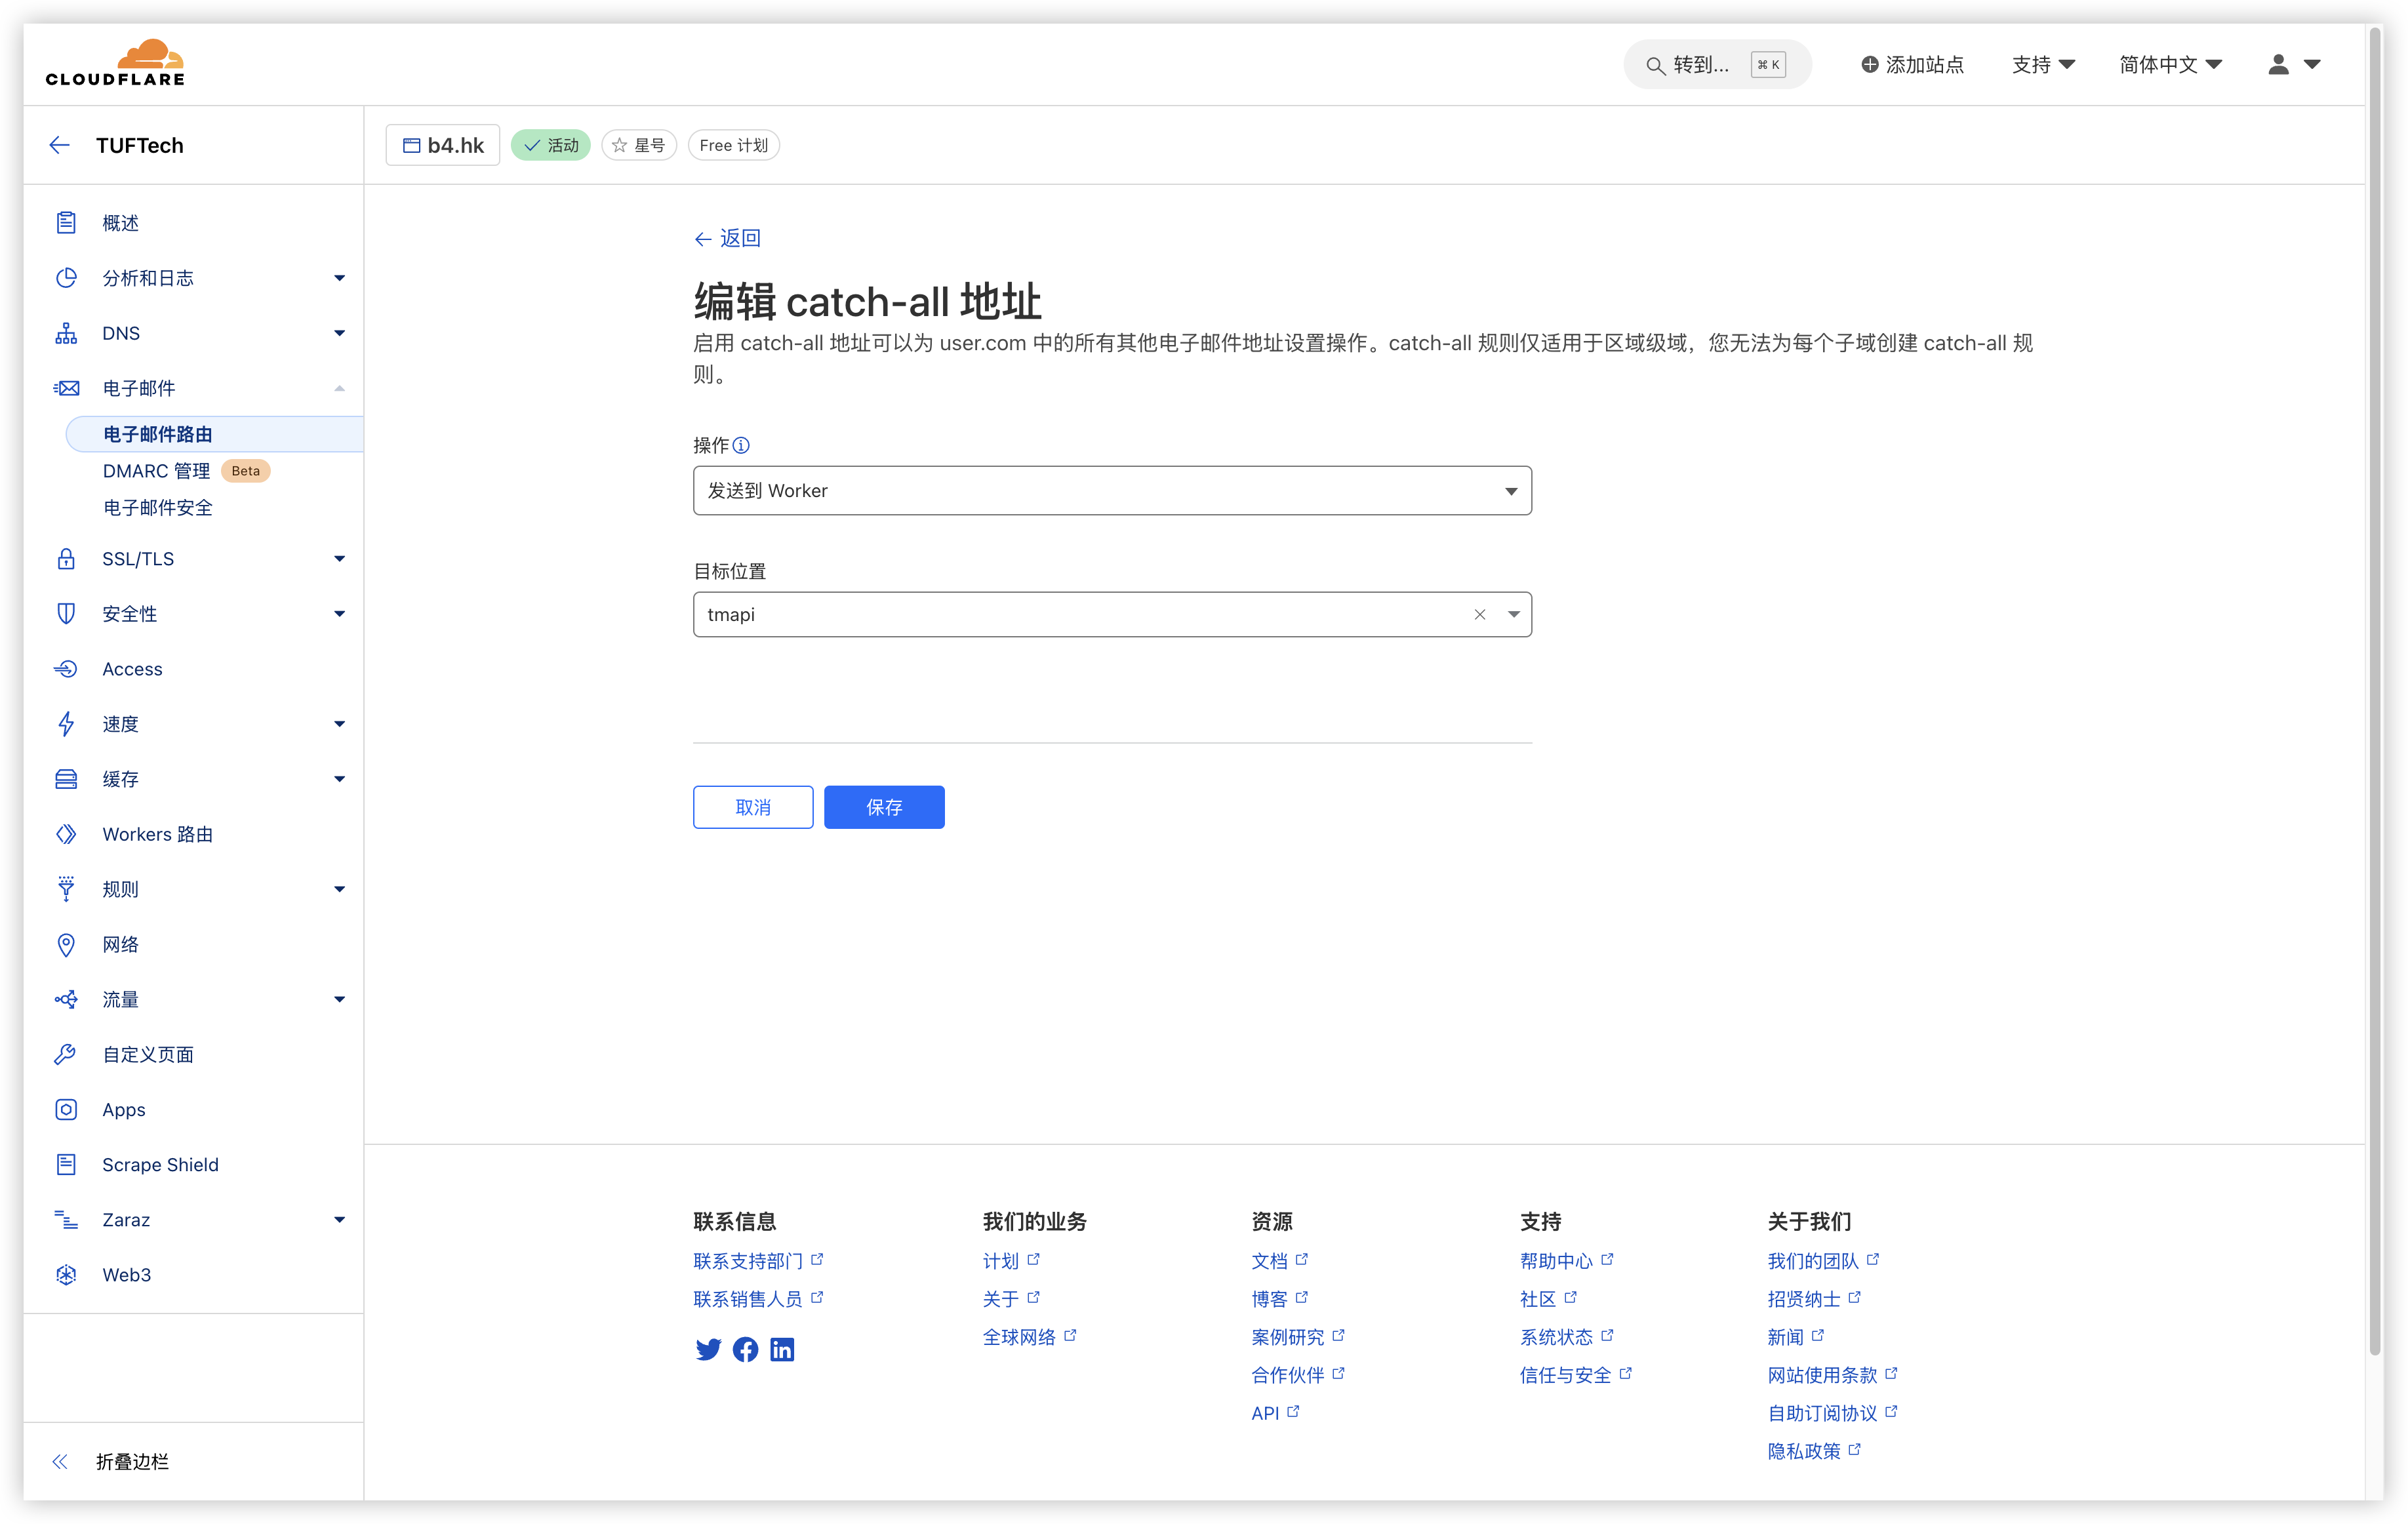 CLOUDFLARE
转到... ⌘ K
添加站点
支持
简体中文
TUFTech
b4.hk
活动
星号
Free 计划
概述
分析和日志
DNS
电子邮件
电子邮件路由
DMARC 管理 Beta
电子邮件安全
SSL/TLS
安全性
Access
速度
缓存
Workers 路由
规则
网络
流量
自定义页面
Apps
Scrape Shield
Zaraz
Web3
折叠边栏
返回
编辑 catch-all 地址
启用 catch-all 地址可以为 user.com 中的所有其他电子邮件地址设置操作。catch-all 规则仅适用于区域级域，您无法为每个子域创建 catch-all 规
则。
操作
发送到 Worker
目标位置
tmapi
取消
保存
联系信息
联系支持部门
联系销售人员
我们的业务
计划
关于
全球网络
资源
文档
博客
案例研究
合作伙伴
API
支持
帮助中心
社区
系统状态
信任与安全
关于我们
我们的团队
招贤纳士
新闻
网站使用条款
自助订阅协议
隐私政策